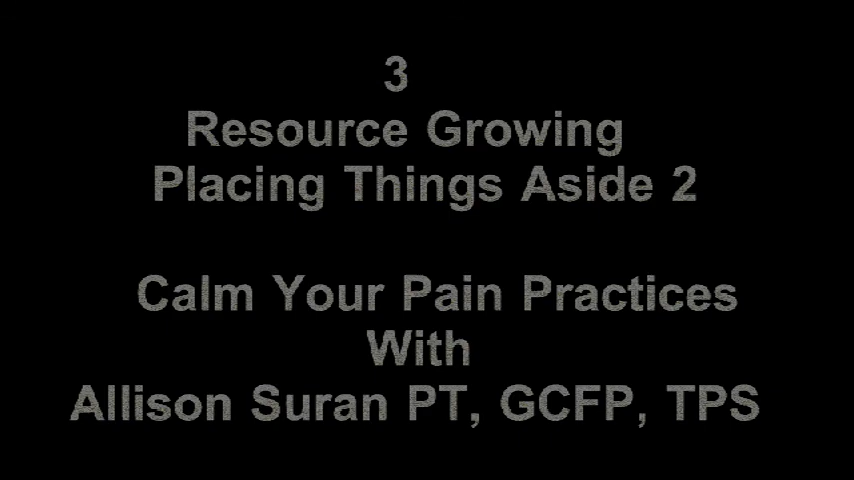 3
Resource Growing
Placing Things Aside 2
Calm Your Pain Practices
With
Allison Suran PT, GCFP, TPS